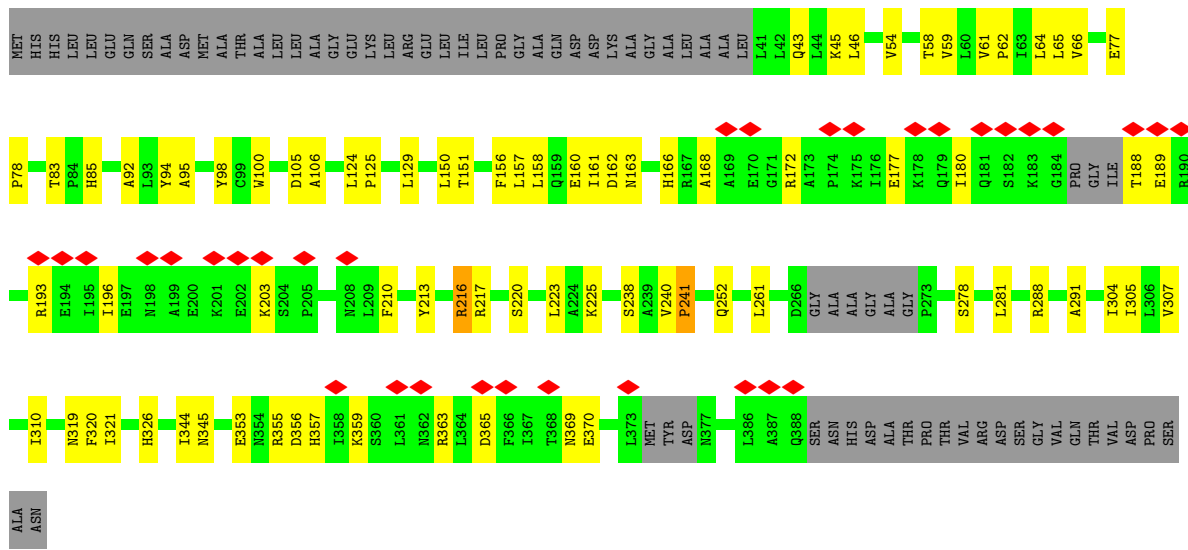 MET HIS HIS LEU LEU GLU GLN SER ALA ASP MET ALA THR ALA LEU LEU ALA GLY GLU LYS LEU ARG GLU LEU ILE LEU PRO GLY ALA GLN ASP ASP LYS ALA GLY ALA LEU ALA ALA LEU L41 L42 Q43 L44 K45 L46 V54 T58 V59 L60 V61 P62 I63 L64 L65 V66 E77
P78 T83 P84 H85 A92 L93 Y94 A95 Y98 C99 W100 D105 A106 L124 P125 L129 L150 T151 F156 L157 L158 Q159 E160 I161 D162 N163 H166 R167 A168 A169 E170 G171 R172 A173 P174 K175 I176 E177 K178 Q179 I180 Q181 S182 K183 G184 PRO GLY ILE T188 E189 R190
R193 E194 I195 I196 E197 N198 A199 E200 K201 E202 K203 S204 P205 N208 L209 F210 Y213 R216 R217 S220 L223 A224 K225 S238 A239 V240 P241 Q252 L261 D266 GLY ALA ALA GLY ALA GLY P273 S278 L281 R288 A291 I304 I305 L306 V307
I310 N319 F320 I321 H326 I344 N345 E353 N354 R355 D356 H357 I358 K359 S360 L361 N362 R363 L364 D365 F366 I367 T368 N369 E370 L373 MET TYR ASP N377 L386 A387 Q388 SER ASN HIS ASP ALA THR PRO THR VAL ARG ASP SER GLY VAL GLN THR VAL ASP PRO SER
ALA ASN